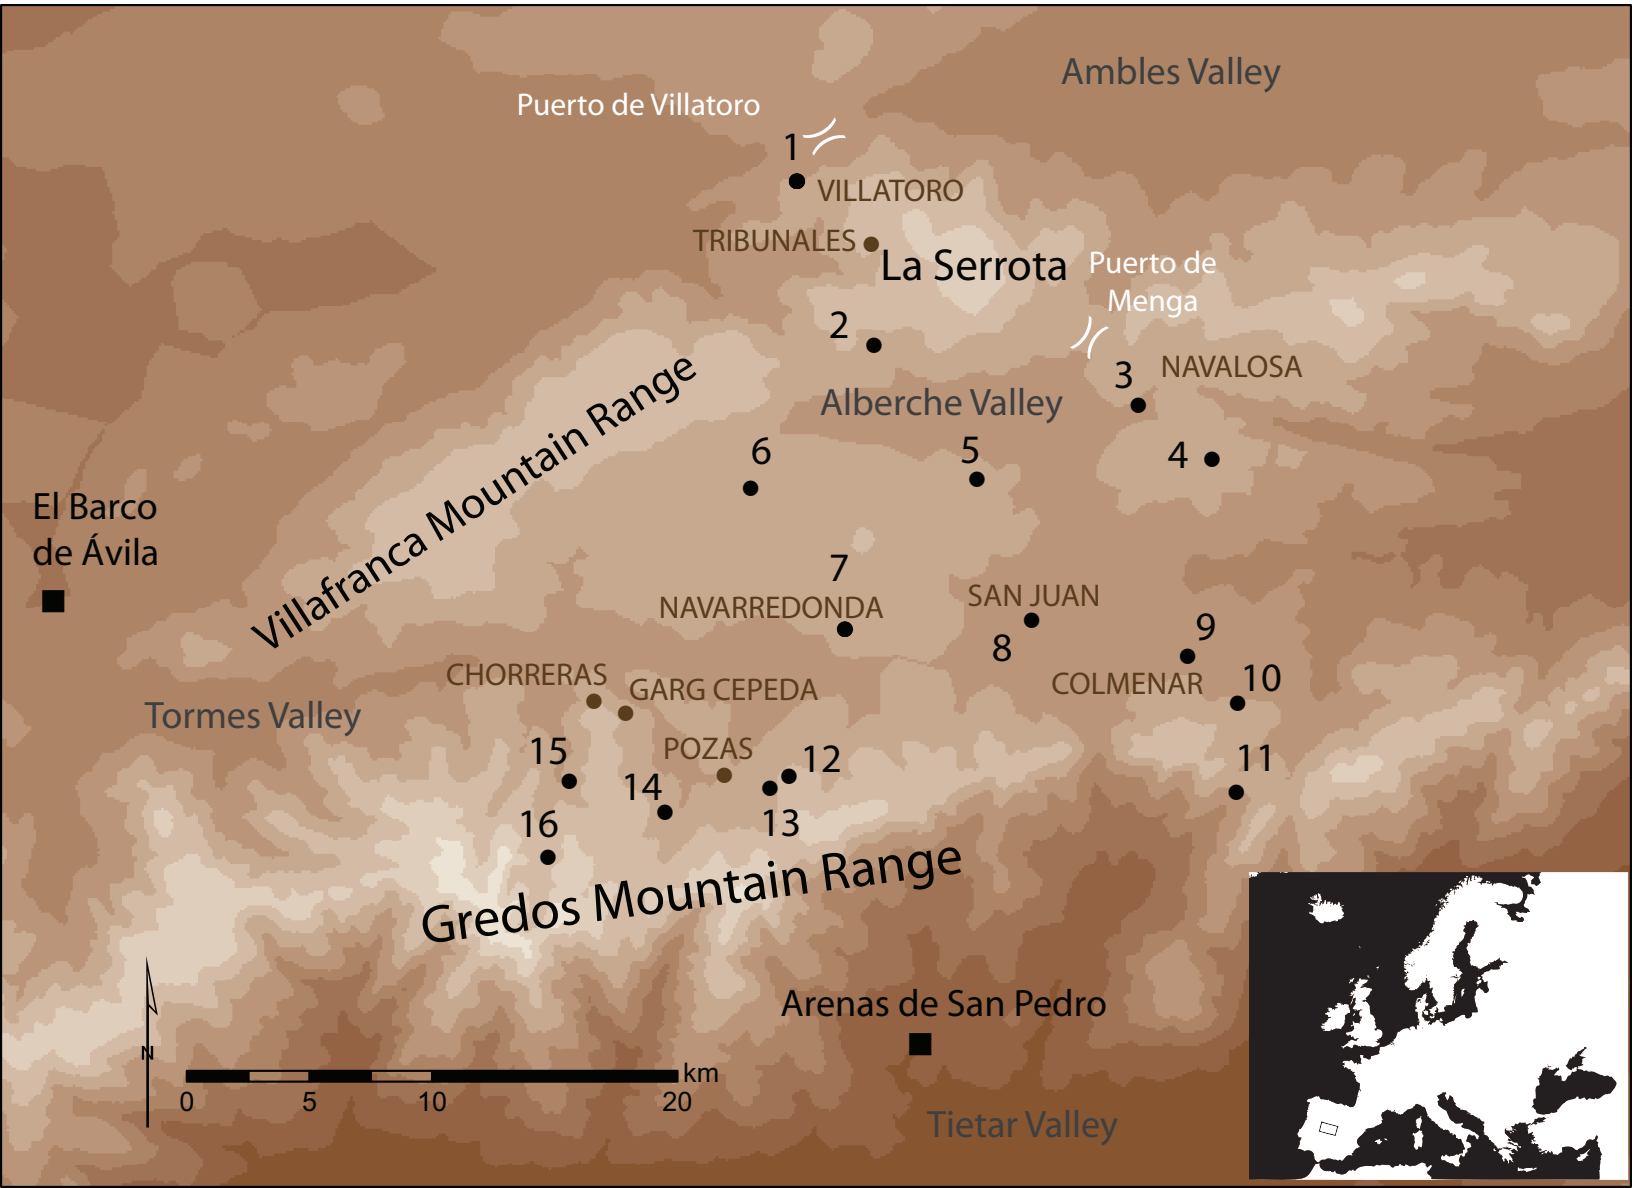 Ambles Valley
Puerto de Villatoro
1
VILLATORO
TRIBUNALES
La Serrota
Puerto de
Menga
2
3
NAVALOSA
Villafranca Mountain Range
Alberche Valley
6
5
4
El Barco
de Ávila
7
NAVARREDONDA
SAN JUAN
8
9
COLMENAR
10
CHORRERAS
GARG CEPEDA
Tormes Valley
15
POZAS
12
11
14
13
16
Gredos Mountain Range
Arenas de San Pedro
N
km
0 5 10 20
Tietar Valley